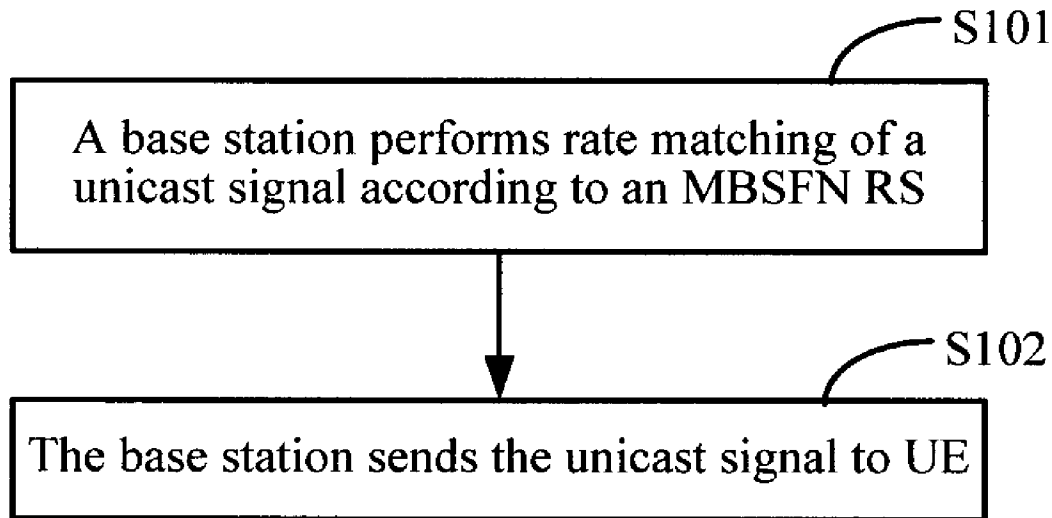 S101
A base station performs rate matching of a
unicast signal according to an MBSFN RS
S102
The base station sends the unicast signal to UE